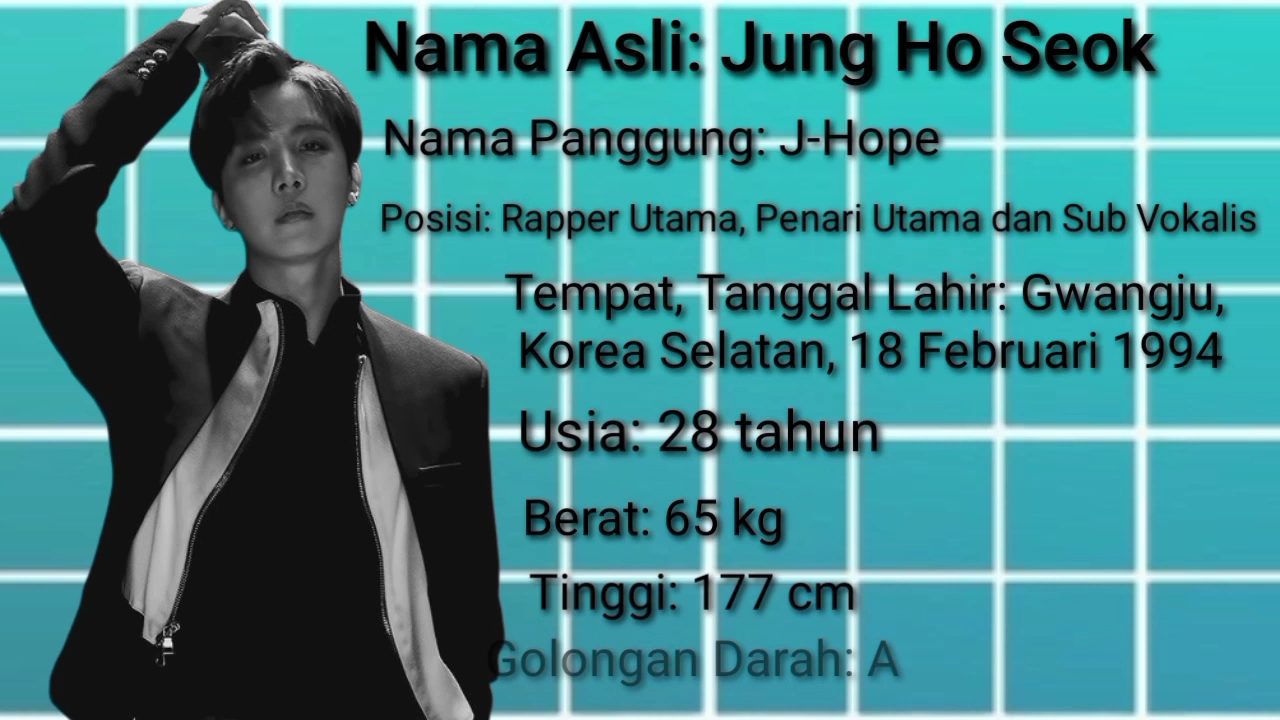 Nama Asli: Jung Ho Seok
Nama Panggung: J-Hope
Posisi: Rapper Utama, Penari Utama dan Sub Vokalis
Tempat, Tanggal Lahir: Gwangju,
Korea Selatan, 18 Februari 1994
Usia: 28 tahun
Berat: 65 kg
Tinggi: 177 cm
Golongan Darah: A